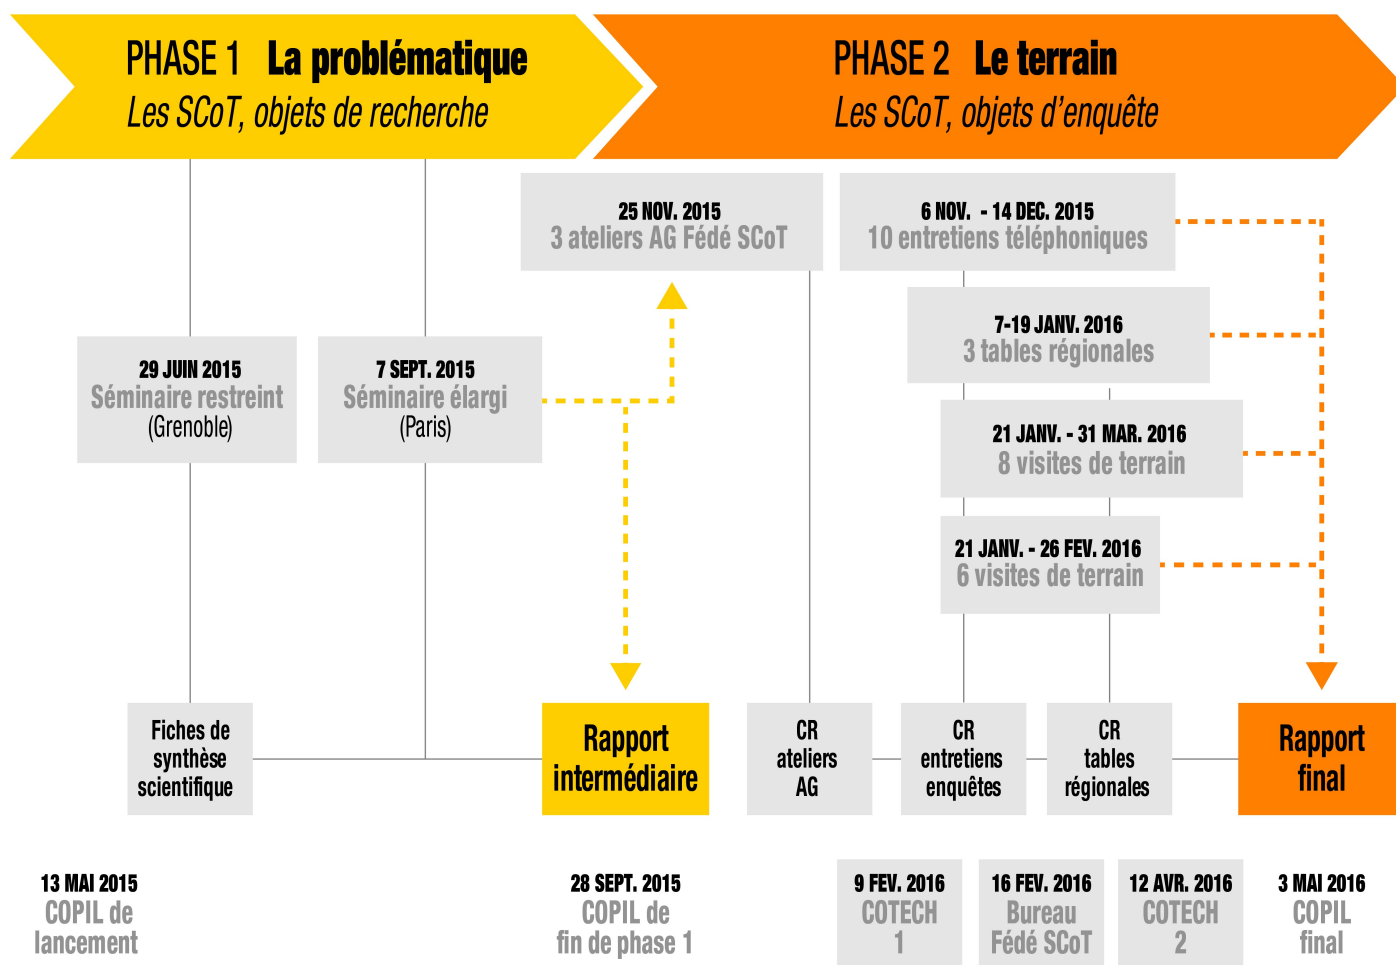 PHASE 1 La problématique
Les SCoT, objets de recherche
PHASE 2 Le terrain
Les SCoT, objets d'enquête
25 NOV. 2015
3 ateliers AG Fédé SCoT
6 NOV. - 14 DEC. 2015
10 entretiens téléphoniques
7-19 JANV. 2016
3 tables régionales
29 JUIN 2015
Séminaire restreint
(Grenoble)
7 SEPT. 2015
Séminaire élargi
(Paris)
21 JANV. - 31 MAR. 2016
8 visites de terrain
21 JANV. - 26 FEV. 2016
6 visites de terrain
Fiches de
synthèse
scientifique
Rapport
intermédiaire
CR
ateliers
AG
CR
entretiens
enquêtes
CR
tables
régionales
Rapport
final
13 MAI 2015
COPIL de
lancement
28 SEPT. 2015
COPIL de
fin de phase 1
9 FEV. 2016
COTECH
1
16 FEV. 2016
Bureau
Fédé SCoT
12 AVR. 2016
COTECH
2
3 MAI 2016
COPIL
final